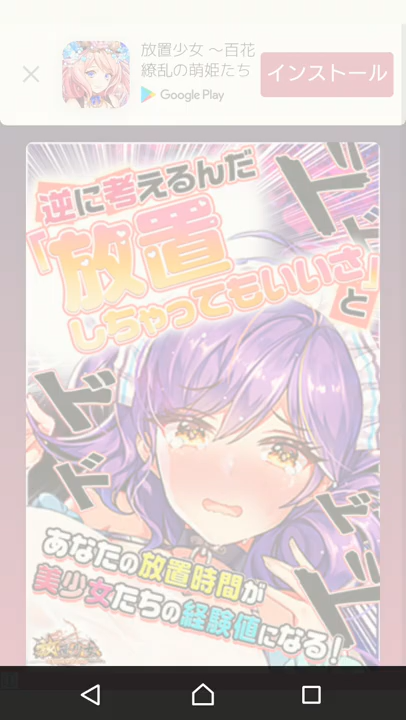 放置少女 〜百花
繚乱の萌姫たち
Google Play
インストール
逆に考えるんだ
「放置
しちゃってもいいさ」
と
ド
ド
ド
ド
ド
ド
あなたの放置時間が
美少女たちの経験値になる!